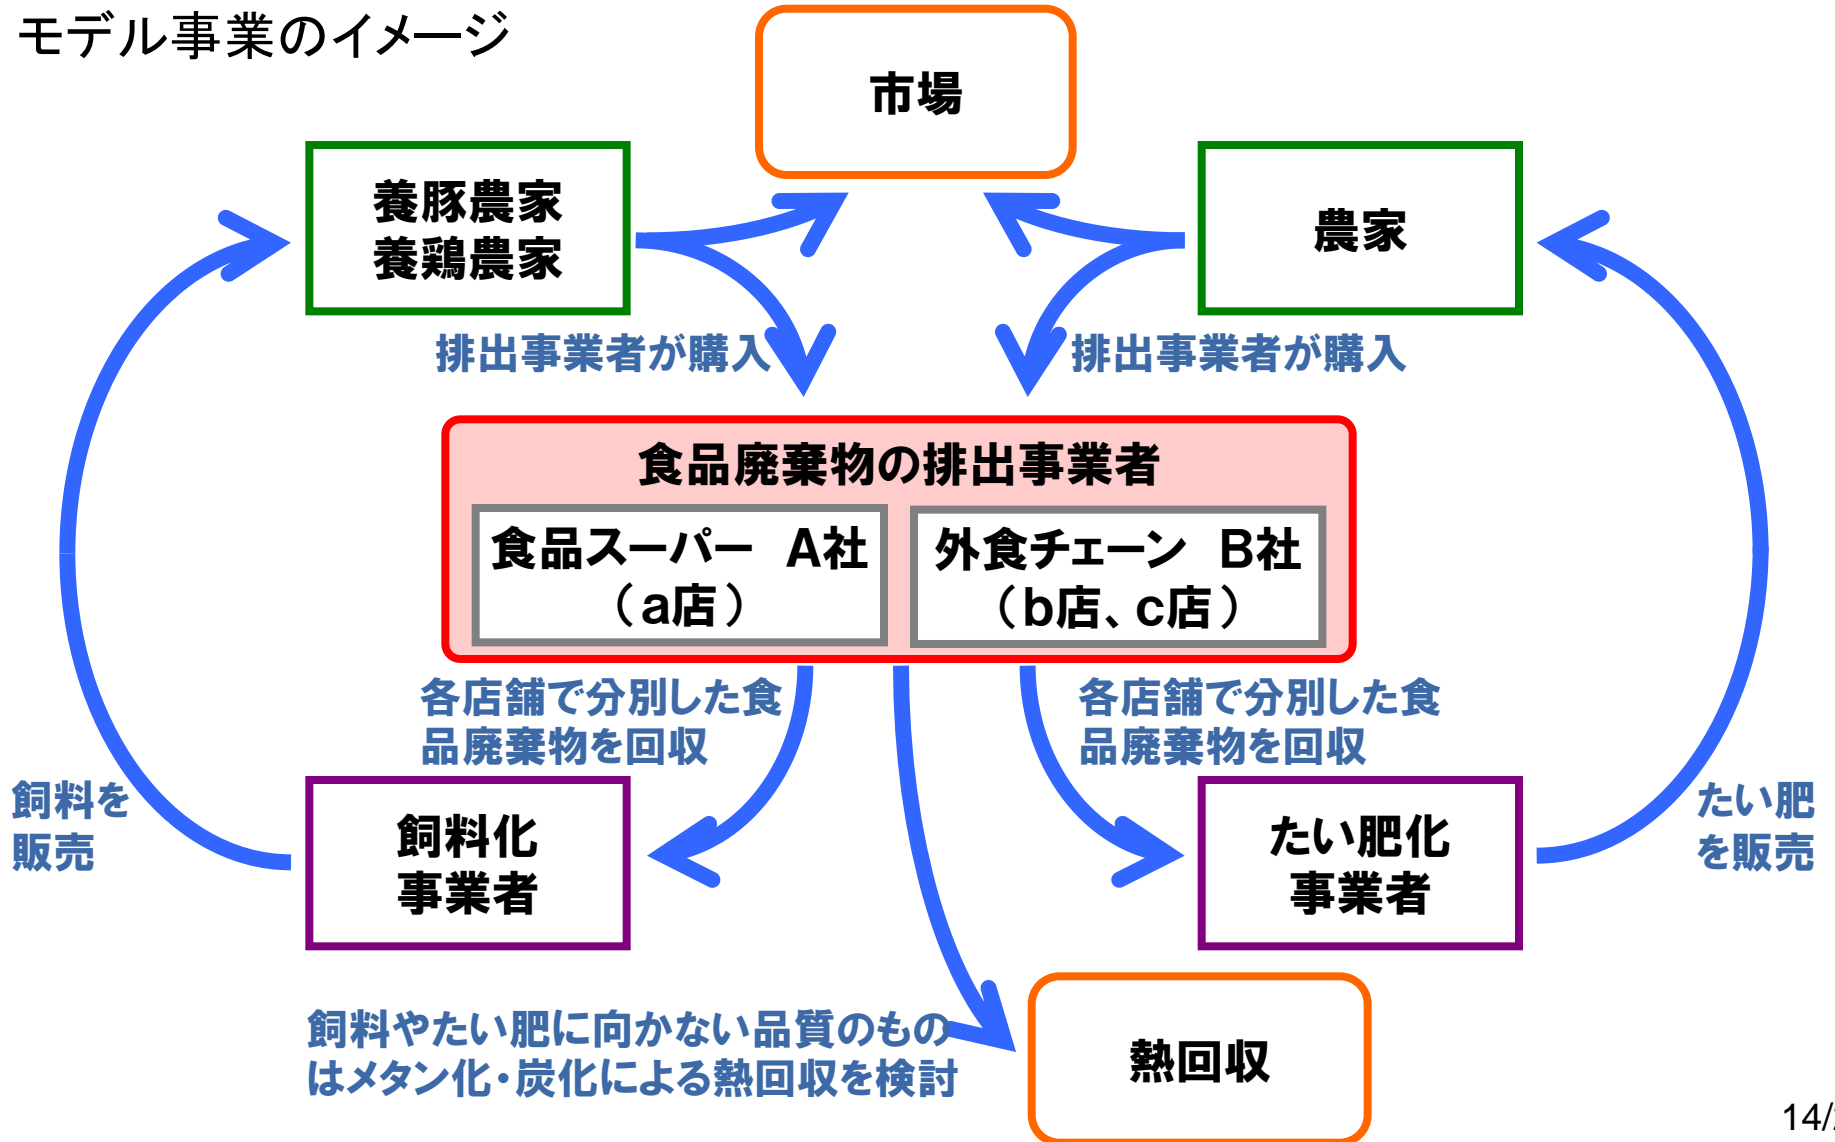 モデル事業のイメージ
市場
養豚農家
養鶏農家
農家
排出事業者が購入
排出事業者が購入
食品廃棄物の排出事業者
食品スーパー　A社
（a店）
外食チェーン　B社
（b店、c店）
各店舗で分別した食
品廃棄物を回収
各店舗で分別した食
品廃棄物を回収
飼料を
販売
飼料化
事業者
たい肥化
事業者
たい肥
を販売
飼料やたい肥に向かない品質のもの
はメタン化・炭化による熱回収を検討
熱回収
14/